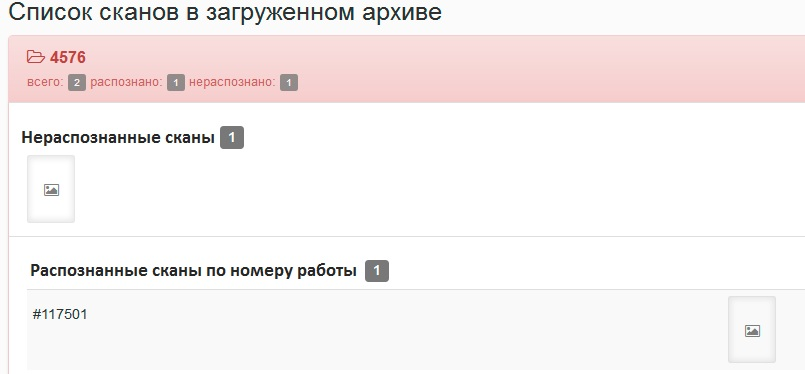 Список сканов в загруженном архиве
4576
всего: 2 распознано: 1 нераспознано: 1
Нераспознанные сканы 1
Распознанные сканы по номеру работы 1
#117501